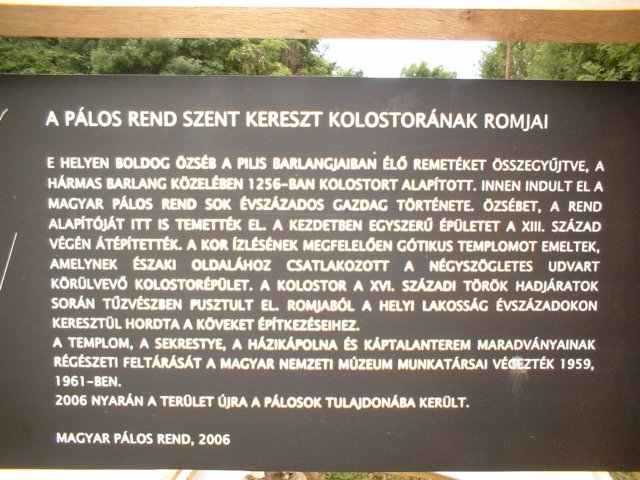 A PÁLOS REND SZENT KERESZT KOLOSTORÁNAK ROMJAI
E HELYEN BOLDOG ÖZSÉB A PILIS BARLANGJAIBAN ÉLŐ REMETÉKET ÖSSZEGYŰJTVE, A
HÁRMAS BARLANG KÖZELÉBEN 1256-BAN KOLOSTORT ALAPÍTOTT. INNEN INDULT EL A
MAGYAR PÁLOS REND SOK ÉVSZÁZADOS GAZDAG TÖRTÉNETE. ÖZSÉBET, A REND
ALAPÍTÓJÁT ITT IS TEMETTÉK EL. A KEZDETBEN EGYSZERŰ ÉPÜLETET A XIII. SZÁZAD
VÉGÉN ÁTÉPÍTETTÉK. A KOR ÍZLÉSÉNEK MEGFELELŐEN GÓTIKUS TEMPLOMOT EMELTEK,
AMELYNEK ÉSZAKI OLDALÁHOZ CSATLAKOZOTT A NÉGYSZÖGLETES UDVART
KÖRÜLVEVŐ KOLOSTORÉPÜLET. A KOLOSTOR A XVI. SZÁZADI TÖRÖK HADJÁRATOK
SORÁN TŰZVÉSZBEN PUSZTULT EL. ROMJAIBÓL A HELYI LAKOSSÁG ÉVSZÁZADOKON
KERESZTÜL HORDTA A KÖVEKET ÉPÍTKEZÉSEIHEZ.
A TEMPLOM, A SEKRESTYE, A HÁZIKÁPOLNA ÉS KÁPTALANTEREM MARADVÁNYAINAK
RÉGÉSZETI FELTÁRÁSÁT A MAGYAR NEMZETI MÚZEUM MUNKATÁRSAI VÉGEZTÉK 1959,
1961-BEN.
2006 NYARÁN A TERÜLET ÚJRA A PÁLOSOK TULAJDONÁBA KERÜLT.
MAGYAR PÁLOS REND, 2006